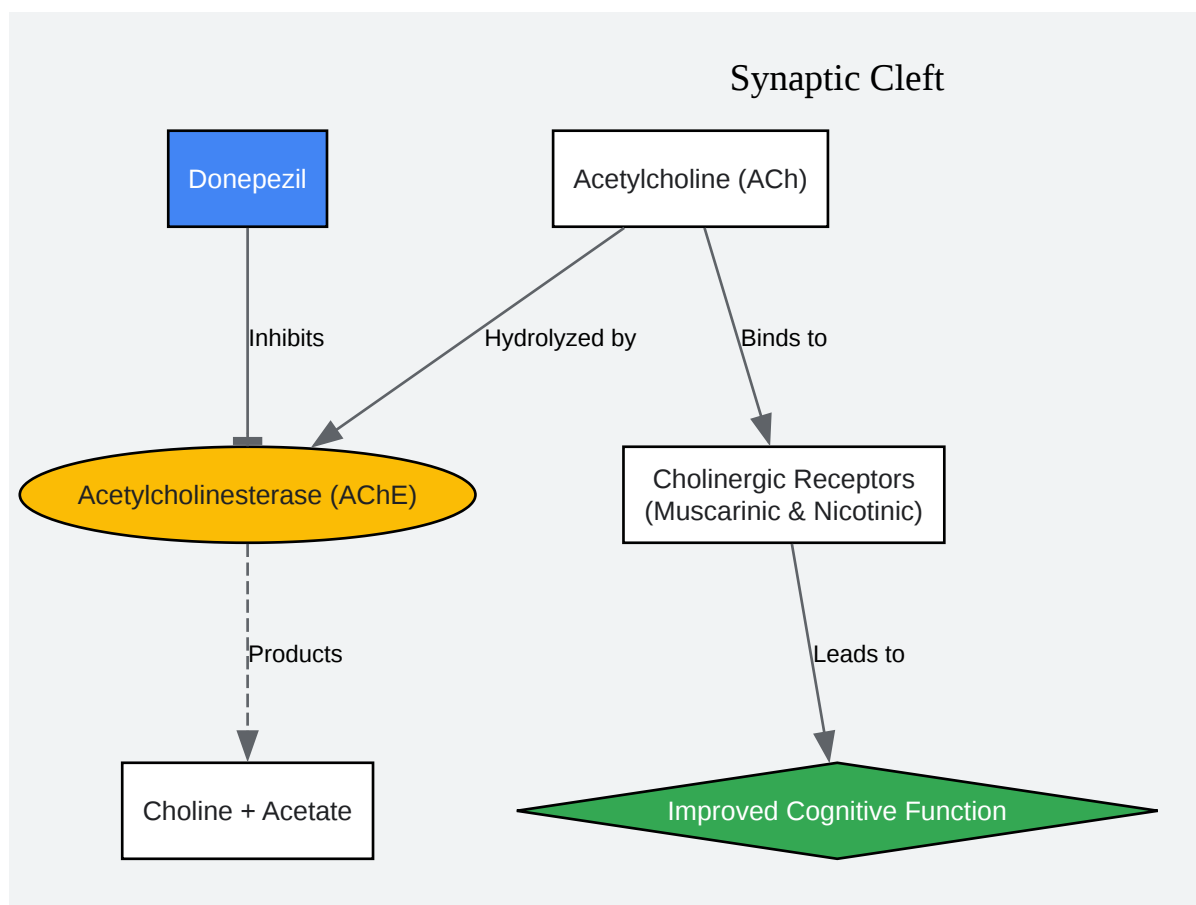 Synaptic Cleft
Donepezil
Acetylcholine (ACh)
Inhibits
Hydrolyzed by
Binds to
Acetylcholinesterase (AChE)
Cholinergic Receptors
(Muscarinic & Nicotinic)
Products
Leads to
Choline + Acetate
Improved Cognitive Function